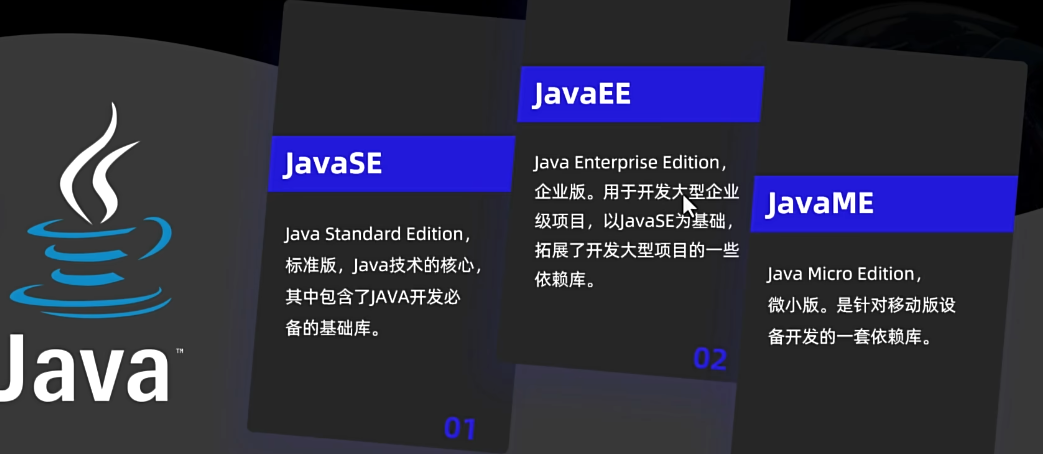 Java™
JavaSE
Java Standard Edition，
标准版，Java技术的核心，
其中包含了JAVA开发必
备的基础库。
01
JavaEE
Java Enterprise Edition，
企业版。用于开发大型企业
级项目，以JavaSE为基础，
拓展了开发大型项目的一些
依赖库。
02
JavaME
Java Micro Edition，
微小版。是针对移动版设
备开发的一套依赖库。